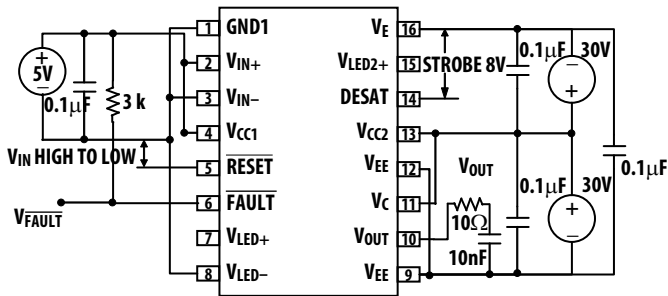 1 GND1
2 VIN+
3 VIN–
4 VCC1
5 RESET
6 FAULT
7 VLED+
8 VLED–
VE 16
VLED2+ 15
DESAT 14
VCC2 13
VEE 12
VC 11
VOUT 10
VEE 9
+
5V
–
0.1µF
3 k
VIN HIGH TO LOW
VFAULT
STROBE 8V
0.1µF
30V
–
+
VOUT
0.1µF
30V
+
–
0.1µF
10Ω
10nF